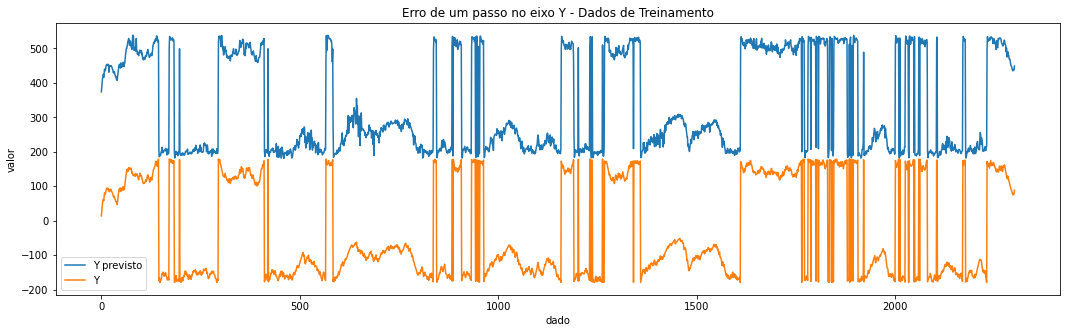 Erro de um passo no eixo Y - Dados de Treinamento
valor
500
400
300
200
100
0
−100
−200
Y previsto
Y
0
500
1000
1500
2000
dado